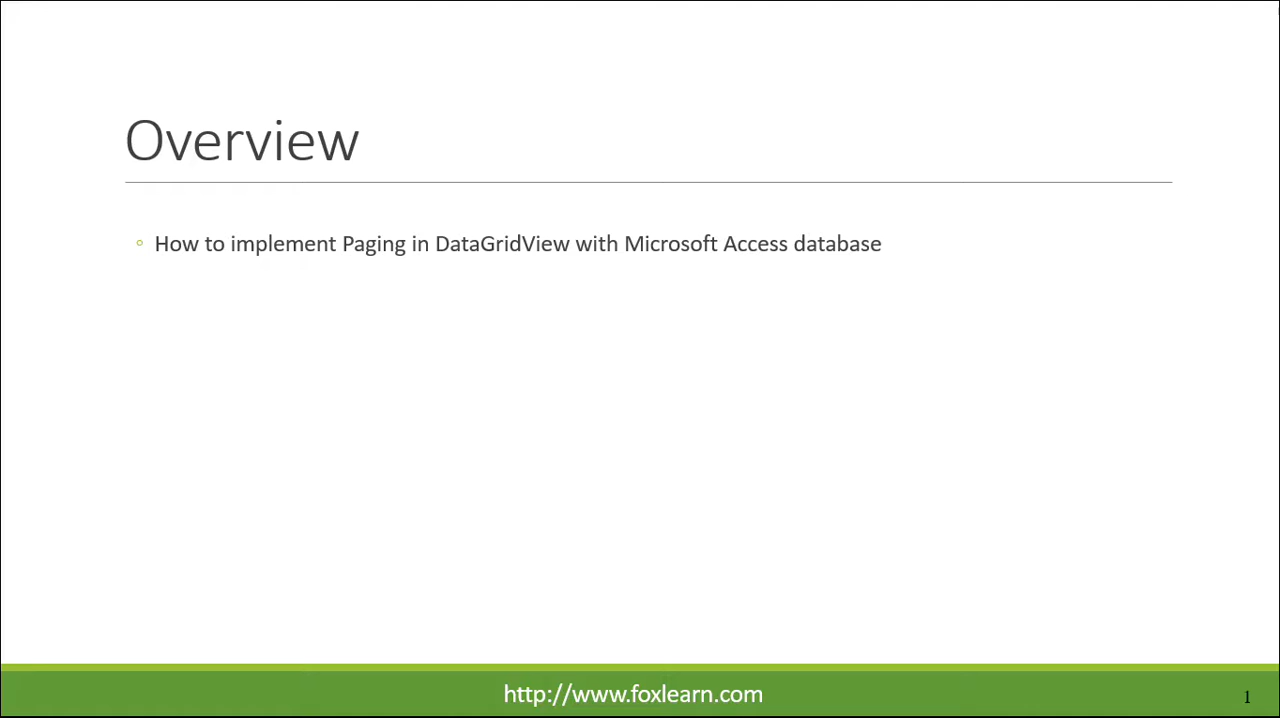 Overview
◦ How to implement Paging in DataGridView with Microsoft Access database
http://www.foxlearn.com
1